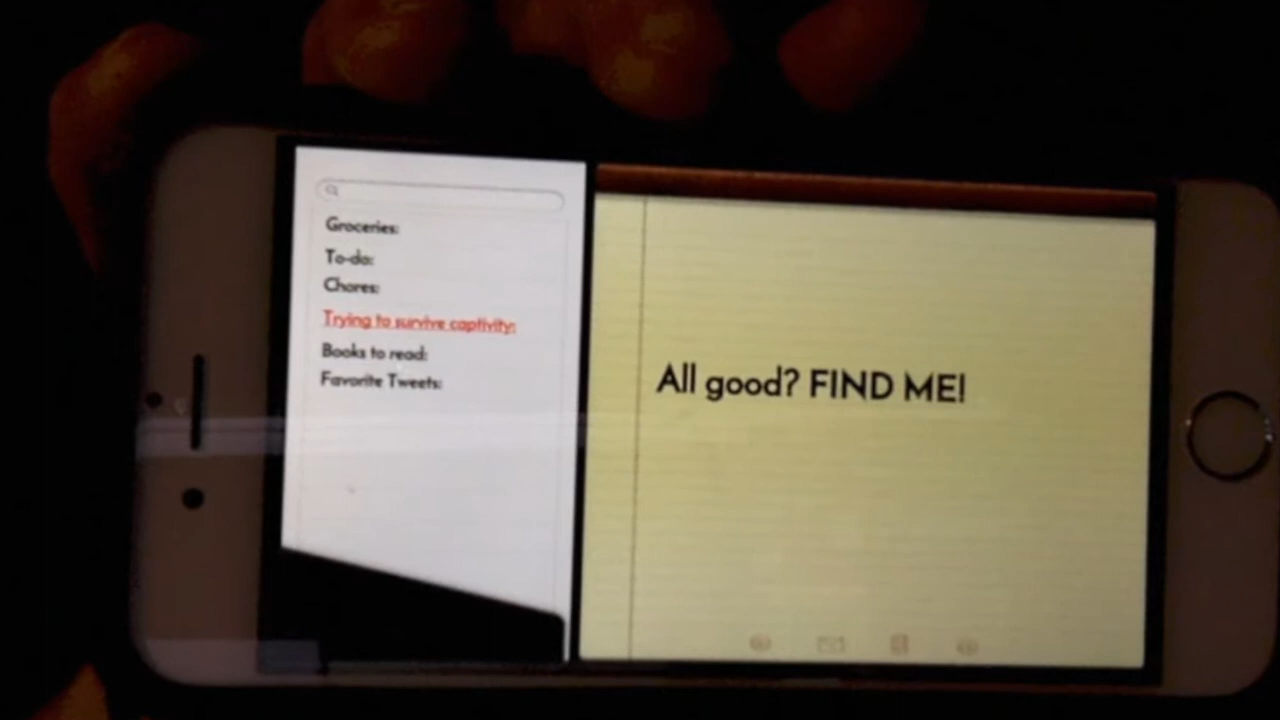 Groceries:
To-do:
Chores:
Trying to survive captivity:
Books to read:
Favorite Tweets:
All good? FIND ME!